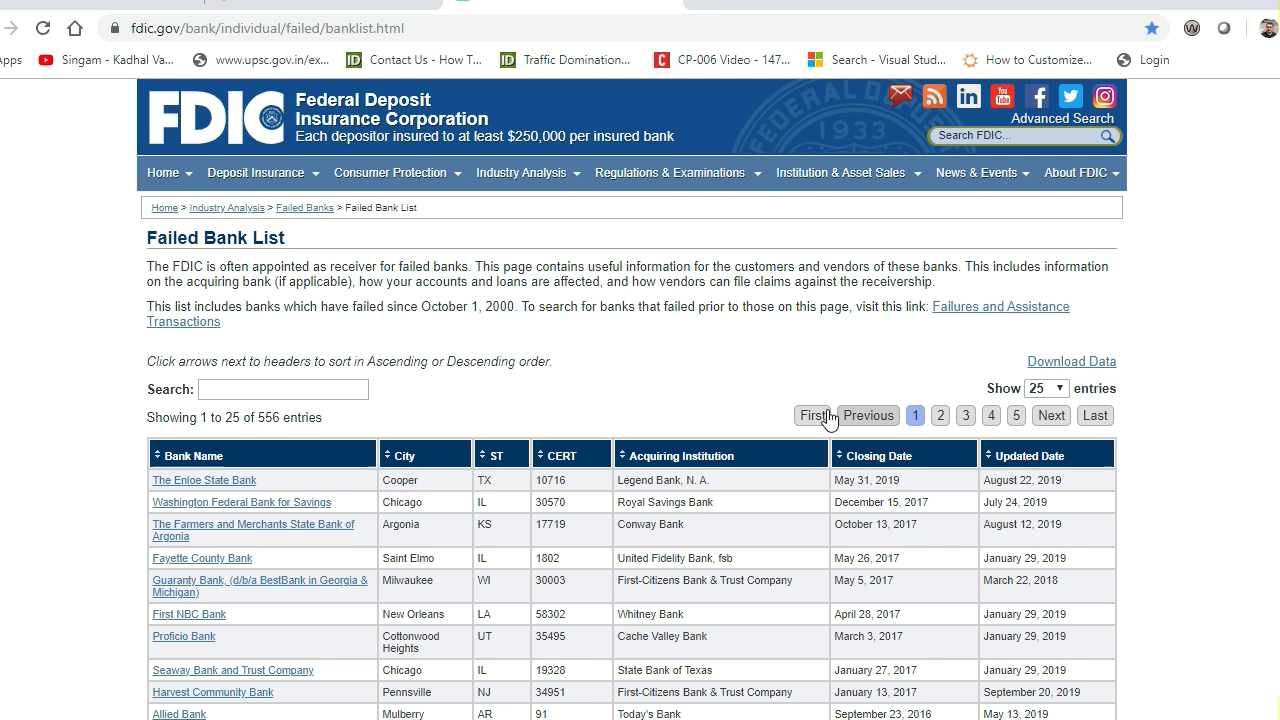 fdic.gov/bank/individual/failed/banklist.html
Apps Singam - Kadhal Va... www.upsc.gov.in/ex... ID Contact Us - How T... ID Traffic Domination... C CP-006 Video - 147... Search - Visual Stud... How to Customize... Login
FDIC
Federal Deposit
Insurance Corporation
Each depositor insured to at least $250,000 per insured bank
FEDERAL DEPOSIT
1933
Advanced Search
Search FDIC...
Home Deposit Insurance Consumer Protection Industry Analysis Regulations & Examinations Institution & Asset Sales News & Events About FDIC
Home > Industry Analysis > Failed Banks > Failed Bank List
Failed Bank List
The FDIC is often appointed as receiver for failed banks. This page contains useful information for the customers and vendors of these banks. This includes information
on the acquiring bank (if applicable), how your accounts and loans are affected, and how vendors can file claims against the receivership.
This list includes banks which have failed since October 1, 2000. To search for banks that failed prior to those on this page, visit this link: Failures and Assistance
Transactions
Click arrows next to headers to sort in Ascending or Descending order.
Download Data
Search:
Show 25 entries
Showing 1 to 25 of 556 entries
First Previous 1 2 3 4 5 Next Last
Bank Name City ST CERT Acquiring Institution Closing Date Updated Date
The Enloe State Bank Cooper TX 10716 Legend Bank, N. A. May 31, 2019 August 22, 2019
Washington Federal Bank for Savings Chicago IL 30570 Royal Savings Bank December 15, 2017 July 24, 2019
The Farmers and Merchants State Bank of Argonia KS 17719 Conway Bank October 13, 2017 August 12, 2019
Argonia
Fayette County Bank Saint Elmo IL 1802 United Fidelity Bank, fsb May 26, 2017 January 29, 2019
Guaranty Bank, (d/b/a BestBank in Georgia & Milwaukee WI 30003 First-Citizens Bank & Trust Company May 5, 2017 March 22, 2018
Michigan)
First NBC Bank New Orleans LA 58302 Whitney Bank April 28, 2017 January 29, 2019
Proficio Bank Cottonwood UT 35495 Cache Valley Bank March 3, 2017 January 29, 2019
Heights
Seaway Bank and Trust Company Chicago IL 19328 State Bank of Texas January 27, 2017 January 29, 2019
Harvest Community Bank Pennsville NJ 34951 First-Citizens Bank & Trust Company January 13, 2017 September 20, 2019
Allied Bank Mulberry AR 91 Today's Bank September 23, 2016 May 13, 2019